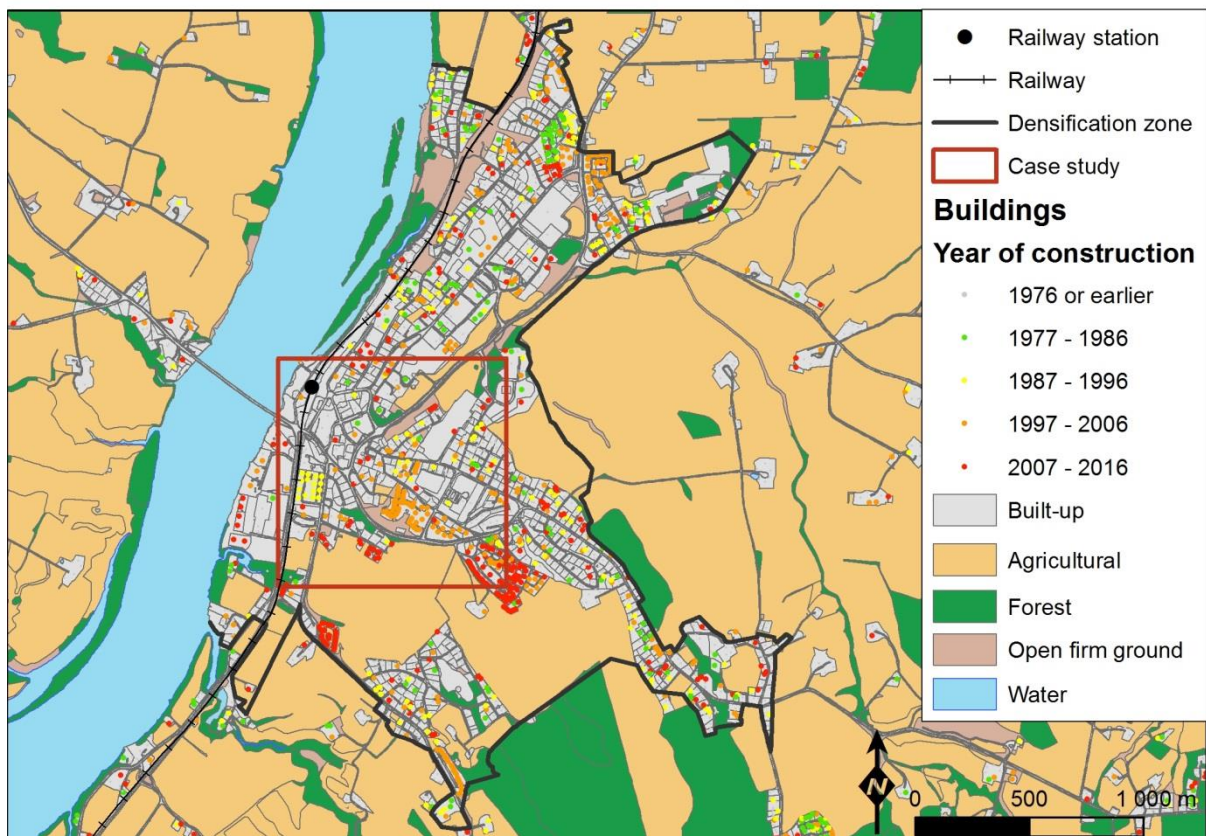 Railway station
Railway
Densification zone
Case study
Buildings
Year of construction
1976 or earlier
1977 - 1986
1987 - 1996
1997 - 2006
2007 - 2016
Built-up
Agricultural
Forest
Open firm ground
Water
N
0 500 1 000 m